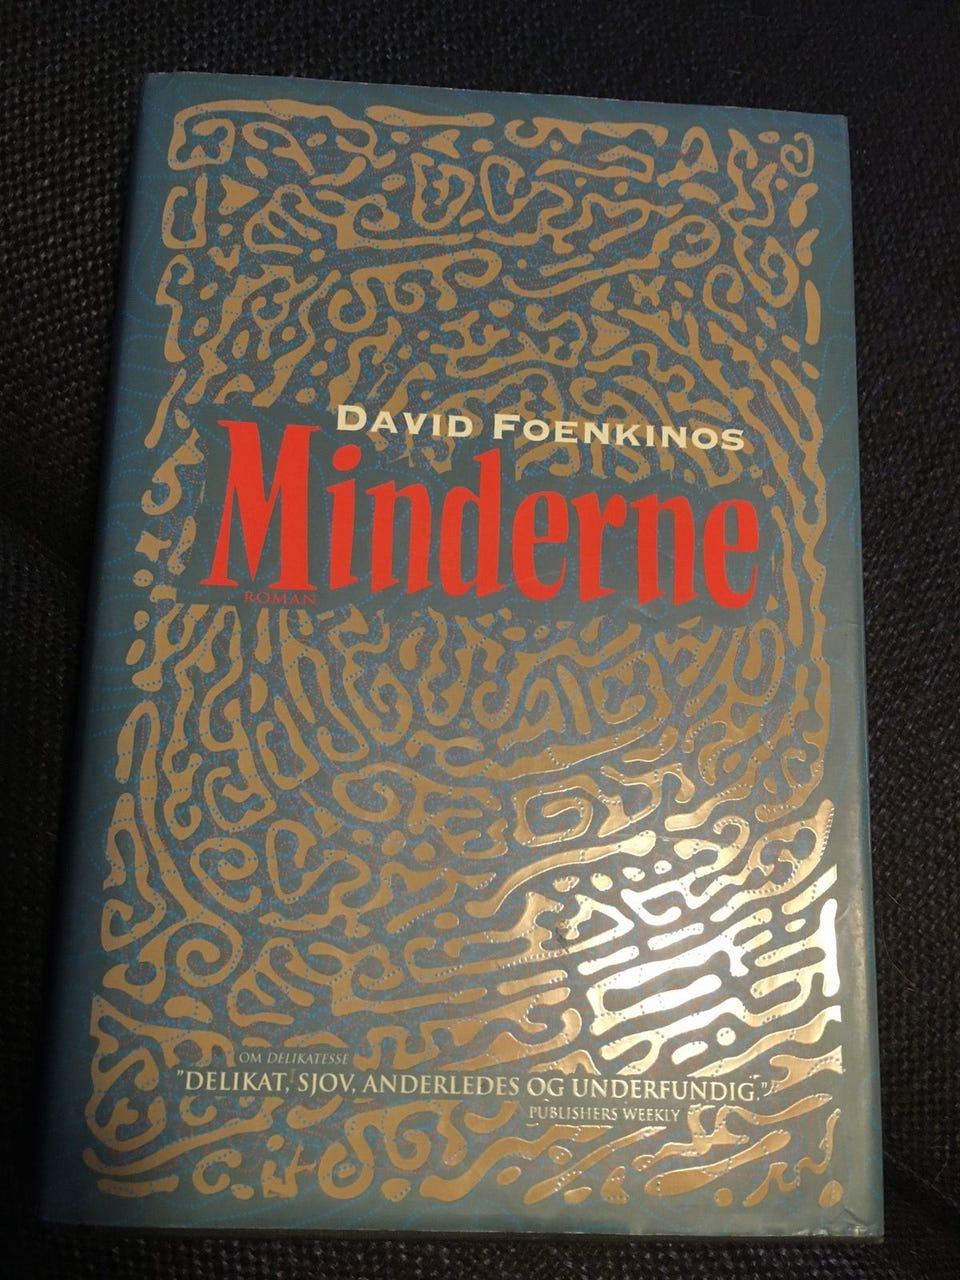 DAVID FOENKINOS
Minderne
ROMAN
OM DELIKATESSE
"DELIKAT, SJOV, ANDERLEDES OG UNDERFUNDIG."
PUBLISHERS WEEKLY